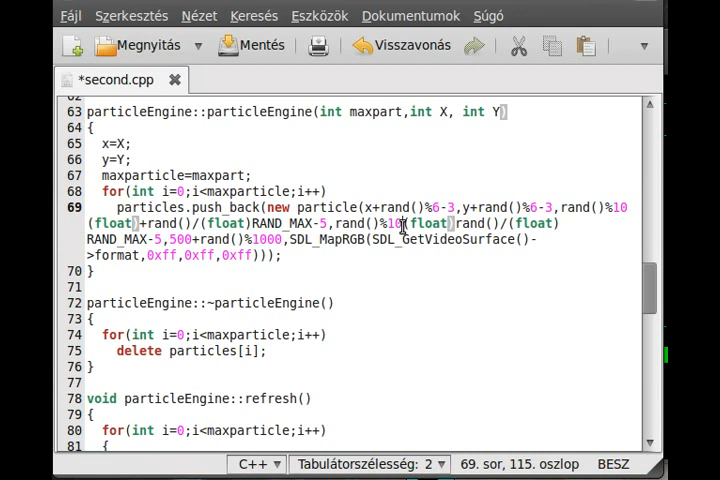 Fájl Szerkesztés Nézet Keresés Eszközök Dokumentumok Súgó
Megnyitás Mentés Visszavonás
*second.cpp
62
63 particleEngine::particleEngine(int maxpart,int X, int Y)
64 {
65 x=X;
66 y=Y;
67 maxparticle=maxpart;
68 for(int i=0;i<maxparticle;i++)
69 particles.push_back(new particle(x+rand()%6-3,y+rand()%6-3,rand()%10
(float)+rand()/(float)RAND_MAX-5,rand()%10(float)rand()/(float)
RAND_MAX-5,500+rand()%1000,SDL_MapRGB(SDL_GetVideoSurface()-
>format,0xff,0xff,0xff)));
70 }
71
72 particleEngine::~particleEngine()
73 {
74 for(int i=0;i<maxparticle;i++)
75 delete particles[i];
76 }
77
78 void particleEngine::refresh()
79 {
80 for(int i=0;i<maxparticle;i++)
81 {
C++ Tabulátorszélesség: 2 69. sor, 115. oszlop BESZ